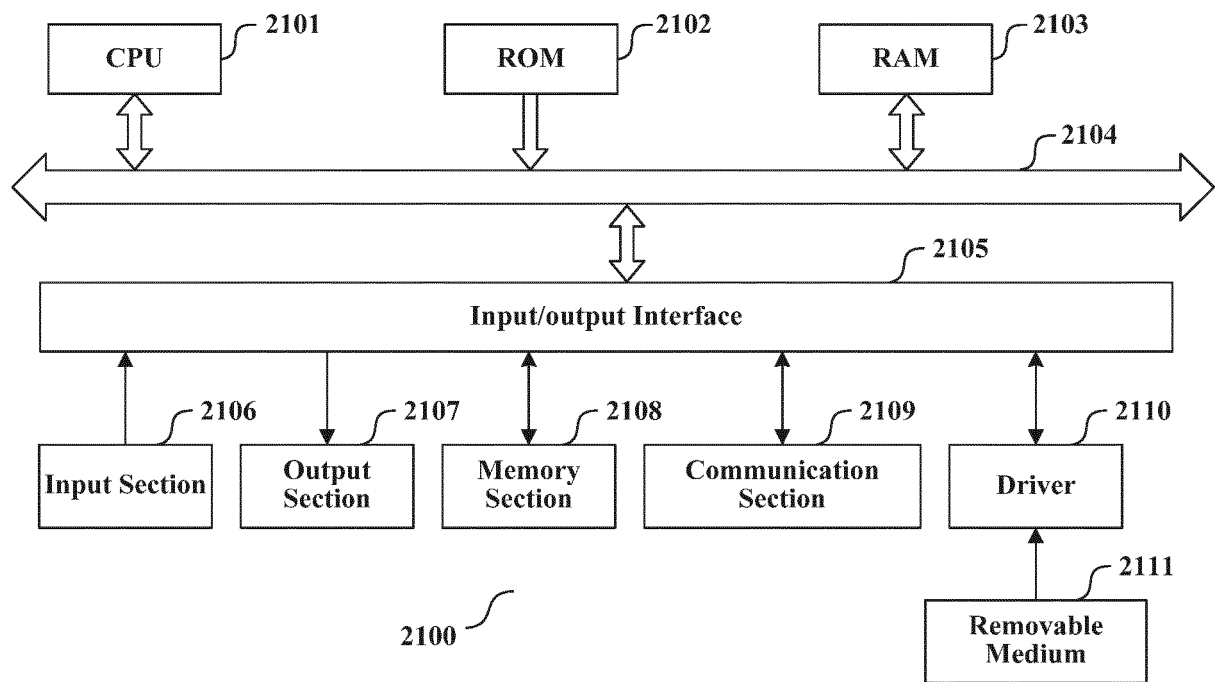 2101
2102
2103
CPU
ROM
RAM
2104
2105
Input/output Interface
2106
2107
2108
2109
2110
Input Section
Output
Section
Memory
Section
Communication
Section
Driver
2111
2100
Removable
Medium